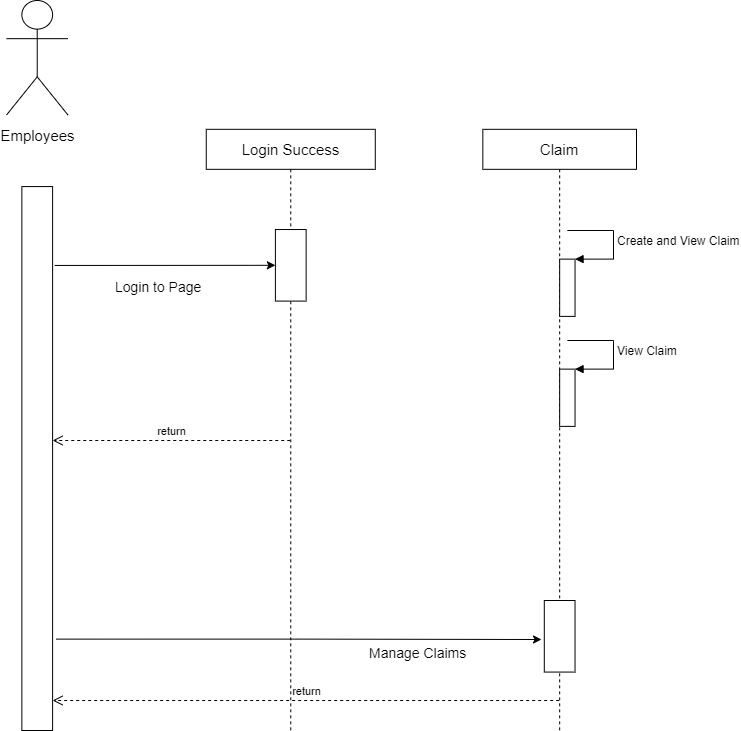 Employees
Login Success
Claim
Create and View Claim
Login to Page
View Claim
return
Manage Claims
return